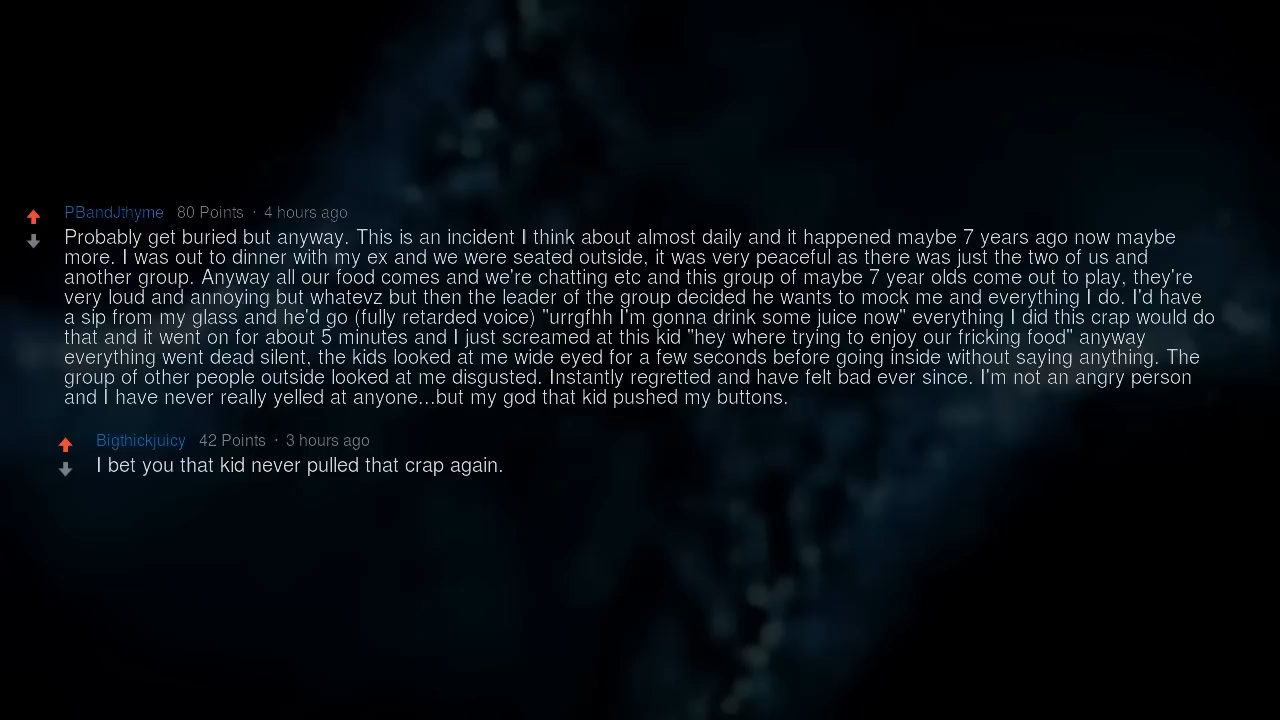 PBandJthyme 80 Points · 4 hours ago
Probably get buried but anyway. This is an incident I think about almost daily and it happened maybe 7 years ago now maybe
more. I was out to dinner with my ex and we were seated outside, it was very peaceful as there was just the two of us and
another group. Anyway all our food comes and we're chatting etc and this group of maybe 7 year olds come out to play, they're
very loud and annoying but whatevz but then the leader of the group decided he wants to mock me and everything I do. I'd have
a sip from my glass and he'd go (fully retarded voice) "urrgfhh I'm gonna drink some juice now" everything I did this crap would do
that and it went on for about 5 minutes and I just screamed at this kid "hey where trying to enjoy our fricking food" anyway
everything went dead silent, the kids looked at me wide eyed for a few seconds before going inside without saying anything. The
group of other people outside looked at me disgusted. Instantly regretted and have felt bad ever since. I'm not an angry person
and I have never really yelled at anyone...but my god that kid pushed my buttons.
Bigthickjuicy 42 Points · 3 hours ago
I bet you that kid never pulled that crap again.